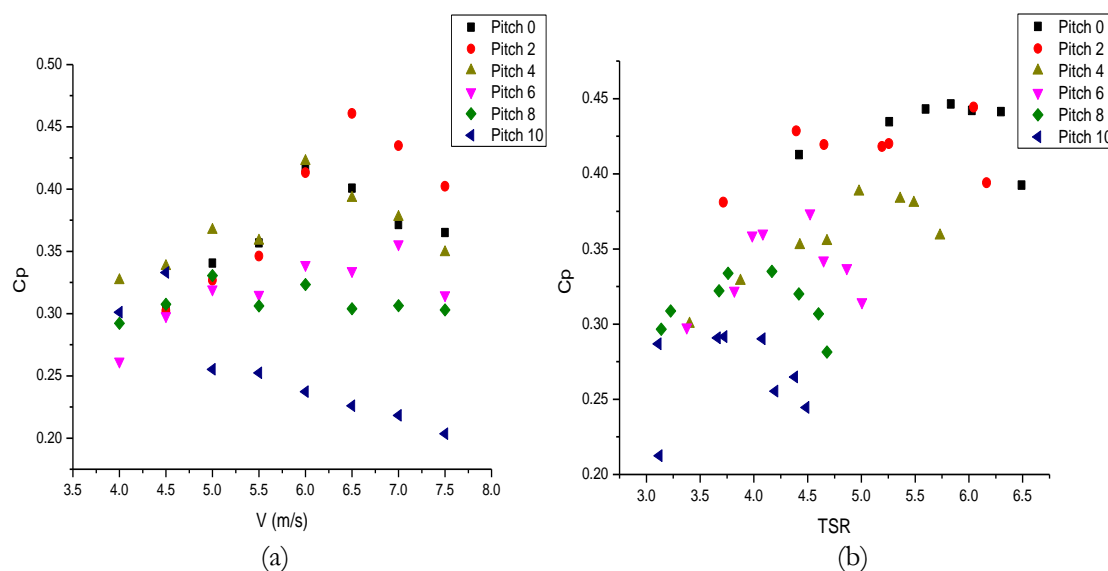 Pitch 0
Pitch 2
Pitch 4
Pitch 6
Pitch 8
Pitch 10
0.50
0.45
0.40
0.35
0.30
0.25
0.20
Cp
3.5 4.0 4.5 5.0 5.5 6.0 6.5 7.0 7.5 8.0
V (m/s)
(a)
Pitch 0
Pitch 2
Pitch 4
Pitch 6
Pitch 8
Pitch 10
0.45
0.40
0.35
0.30
0.25
0.20
Cp
3.0 3.5 4.0 4.5 5.0 5.5 6.0 6.5
TSR
(b)